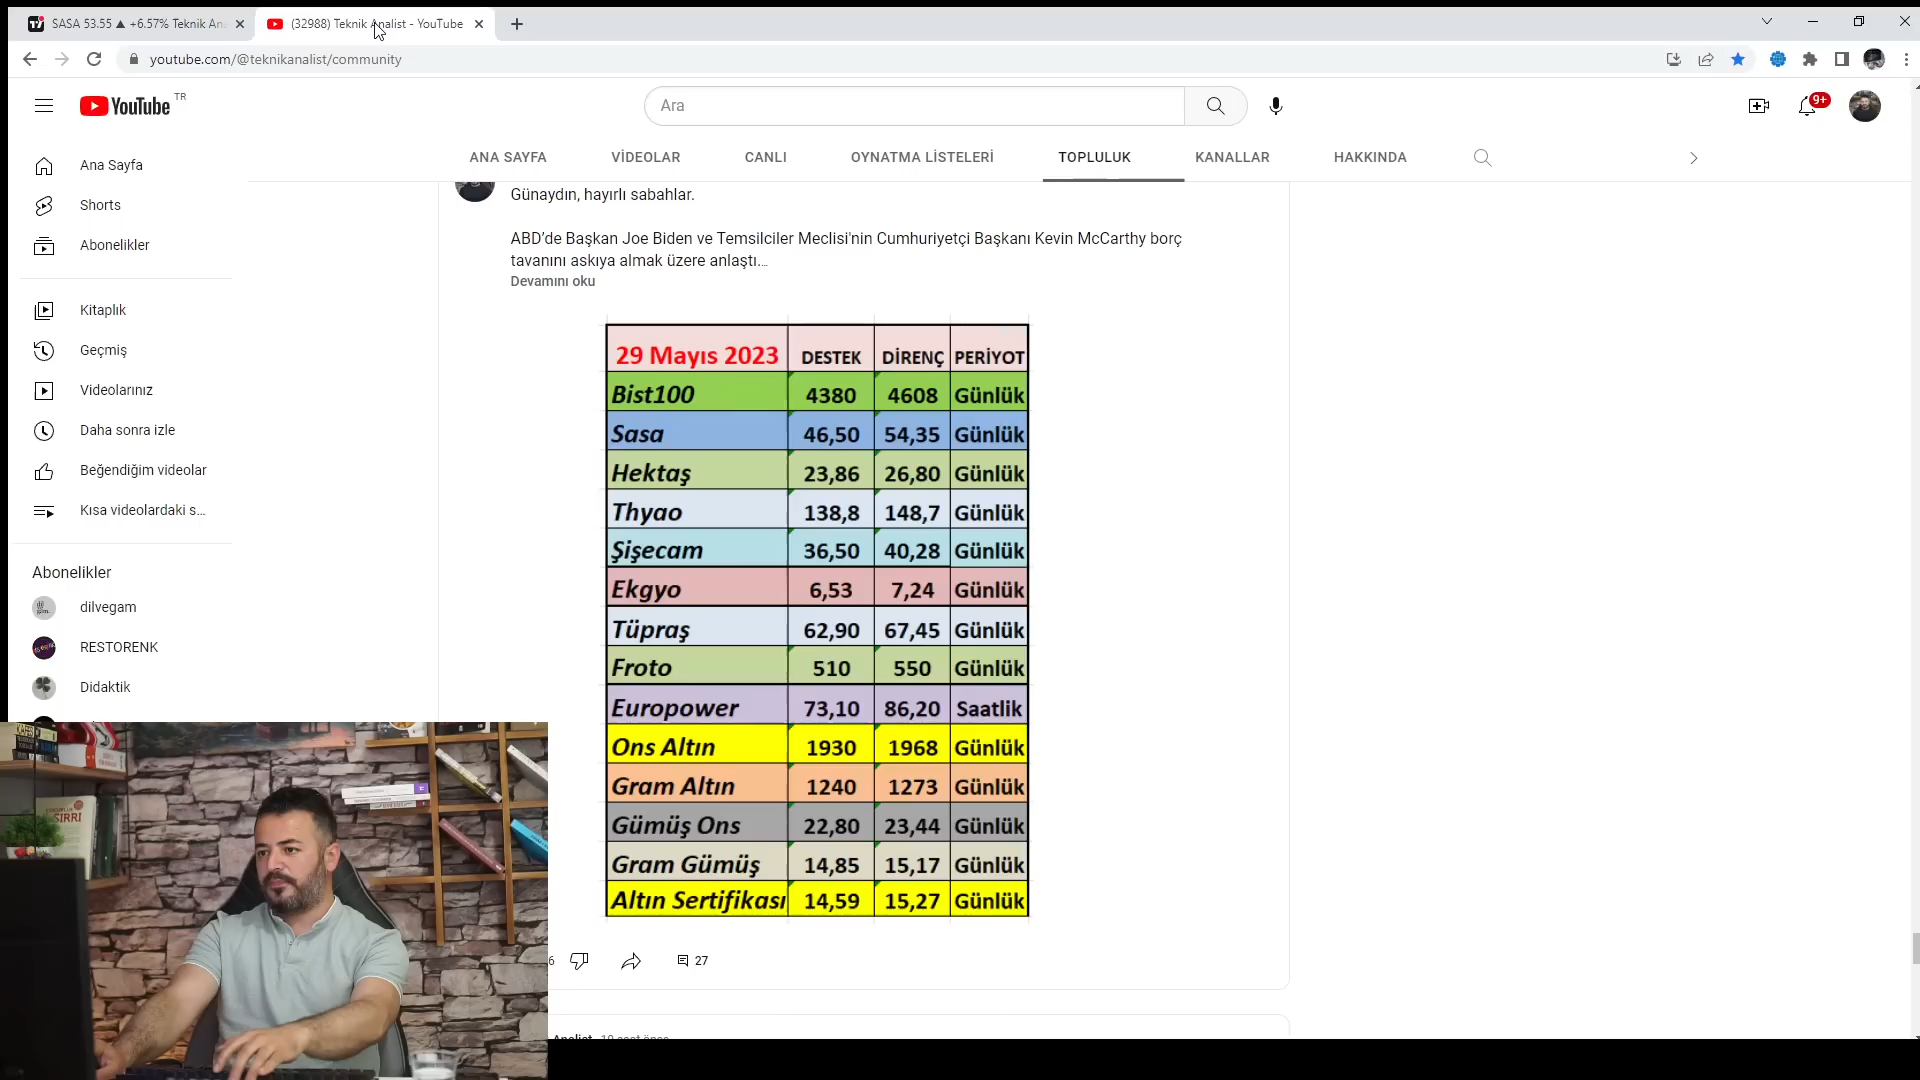 SASA 53.55 ▲ +6.57% Teknik An
(32988) Teknik Analist - YouTube
youtube.com/@teknikanalist/community
YouTube TR
Ara
9+
ANA SAYFA VİDEOLAR CANLI OYNATMA LİSTELERİ TOPLULUK KANALLAR HAKKINDA
Ana Sayfa
Shorts
Abonelikler
Kitaplık
Geçmiş
Videolarınız
Daha sonra izle
Beğendiğim videolar
Kısa videolardaki s...
Abonelikler
dilvegam
RESTORENK
Didaktik
Günaydın, hayırlı sabahlar.
ABD’de Başkan Joe Biden ve Temsilciler Meclisi'nin Cumhuriyetçi Başkanı Kevin McCarthy borç
tavanını askıya almak üzere anlaştı...
Devamını oku
29 Mayıs 2023 DESTEK DİRENÇ PERİYOT
Bist100 4380 4608 Günlük
Sasa 46,50 54,35 Günlük
Hektaş 23,86 26,80 Günlük
Thyao 138,8 148,7 Günlük
Şişecam 36,50 40,28 Günlük
Ekgyo 6,53 7,24 Günlük
Tüpraş 62,90 67,45 Günlük
Froto 510 550 Günlük
Europower 73,10 86,20 Saatlik
Ons Altın 1930 1968 Günlük
Gram Altın 1240 1273 Günlük
Gümüş Ons 22,80 23,44 Günlük
Gram Gümüş 14,85 15,17 Günlük
Altın Sertifikası 14,59 15,27 Günlük
6 27
SIRRI